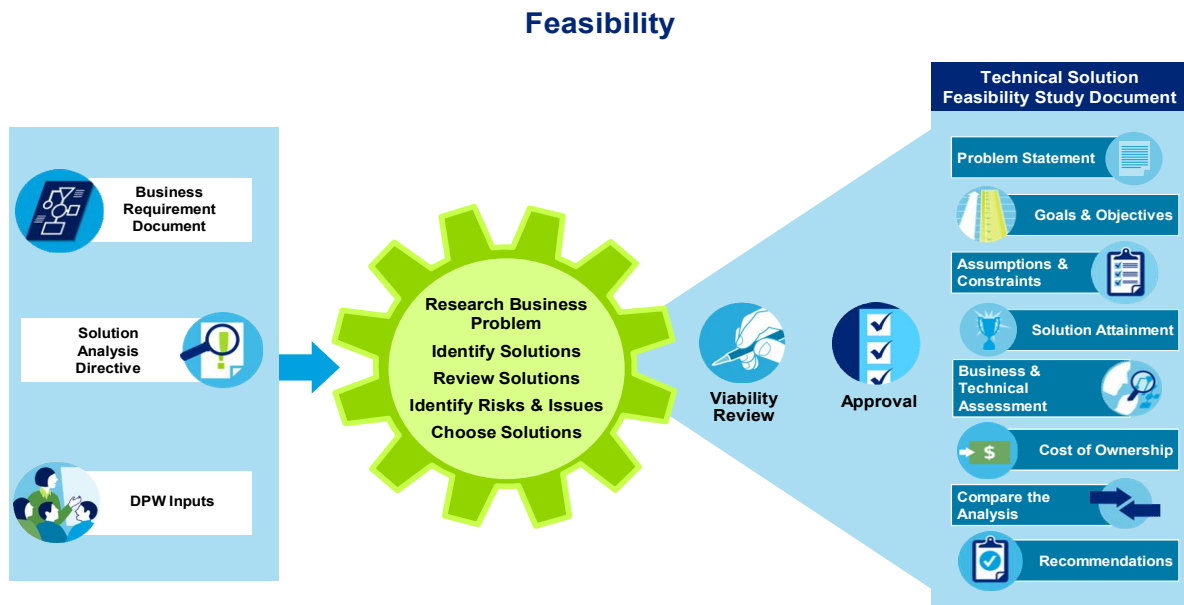 Feasibility
Business
Requirement
Document
Solution
Analysis
Directive
DPW Inputs
Research Business
Problem
Identify Solutions
Review Solutions
Identify Risks & Issues
Choose Solutions
Viability
Review
Approval
Technical Solution
Feasibility Study Document
Problem Statement
Goals & Objectives
Assumptions &
Constraints
Solution Attainment
Business &
Technical
Assessment
$
Cost of Ownership
Compare the
Analysis
Recommendations